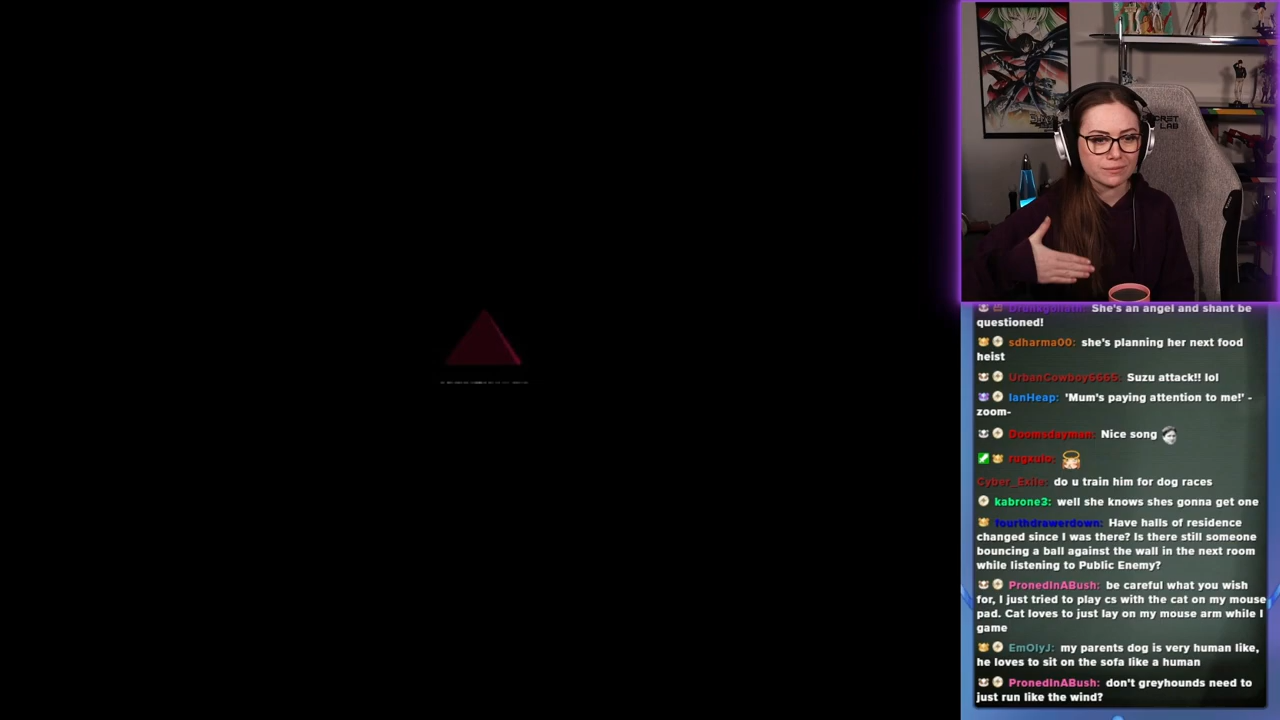 CRET
LAB
Drunkgoliath: She's an angel and shant be
questioned!
sdharma00: she's planning her next food
heist
UrbanCowboy6666: Suzu attack!! lol
IanHeap: 'Mum's paying attention to me!' -
zoom-
Doomsdayman: Nice song
rugxulo:
Cyber_Exile: do u train him for dog races
kabrone3: well she knows shes gonna get one
fourthdrawerdown: Have halls of residence
changed since I was there? Is there still someone
bouncing a ball against the wall in the next room
while listening to Public Enemy?
PronedInABush: be careful what you wish
for, I just tried to play cs with the cat on my mouse
pad. Cat loves to just lay on my mouse arm while I
game
EmOlyJ: my parents dog is very human like,
he loves to sit on the sofa like a human
PronedInABush: don't greyhounds need to
just run like the wind?